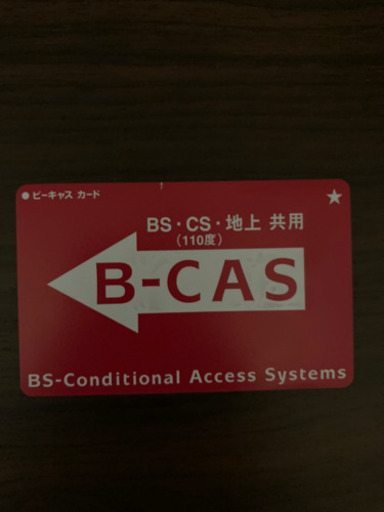 ●ビーキャス カード
★
BS・CS・地上 共用
(110度)
B-CAS
BS-Conditional Access Systems